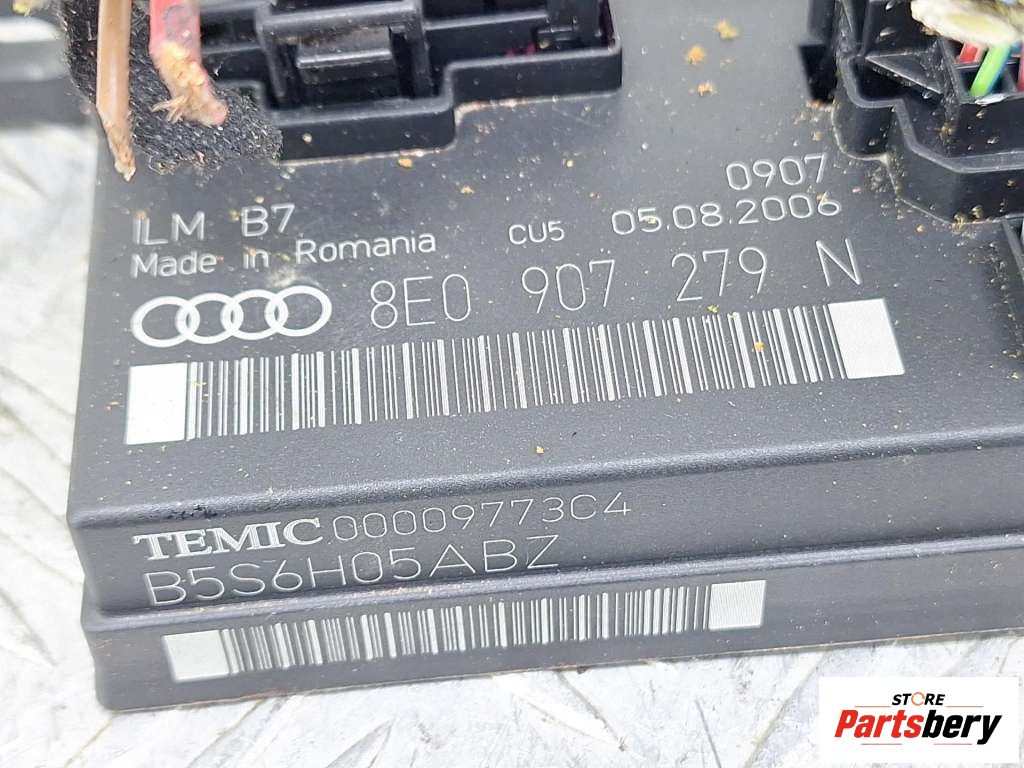 0907
ILM B7 CU5 05.08.2006
Made in Romania
8E0 907 279 N
TEMIC 00009773C4
B5S6H05ABZ
STORE
Partsbery